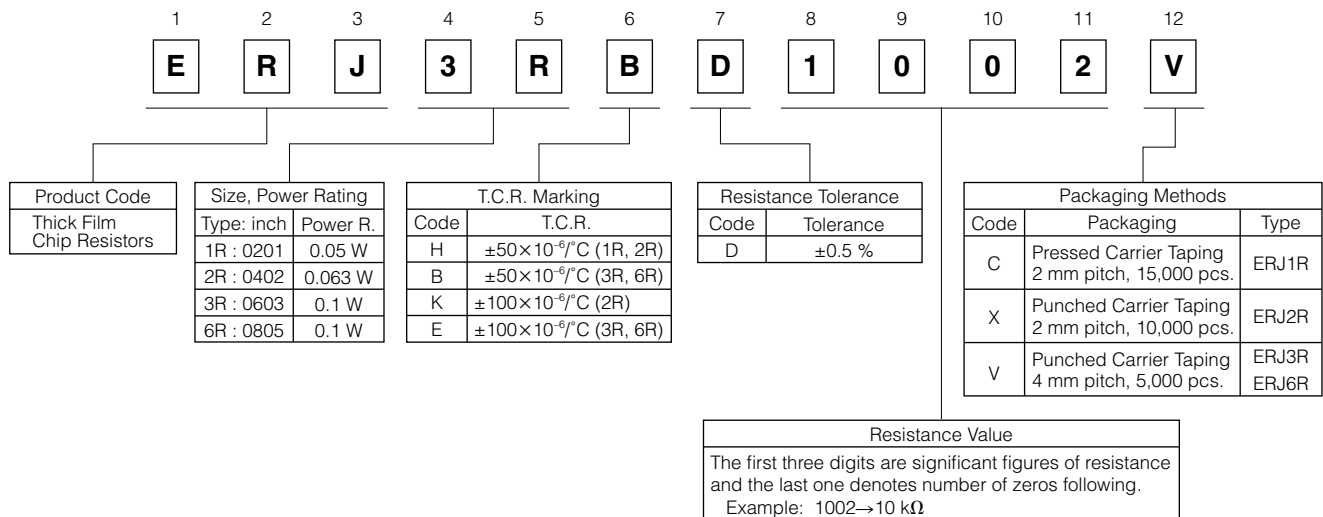 1 2 3 4 5 6 7 8 9 10 11 12
E R J 3 R B D 1 0 0 2 V
Product Code
Thick Film
Chip Resistors
Size, Power Rating
Type: inch Power R.
1R : 0201 0.05 W
2R : 0402 0.063 W
3R : 0603 0.1 W
6R : 0805 0.1 W
T.C.R. Marking
Code T.C.R.
H ±50×10⁻⁶/°C (1R, 2R)
B ±50×10⁻⁶/°C (3R, 6R)
K ±100×10⁻⁶/°C (2R)
E ±100×10⁻⁶/°C (3R, 6R)
Resistance Tolerance
Code Tolerance
D ±0.5 %
Packaging Methods
Code Packaging Type
C Pressed Carrier Taping
2 mm pitch, 15,000 pcs. ERJ1R
X Punched Carrier Taping
2 mm pitch, 10,000 pcs. ERJ2R
V Punched Carrier Taping ERJ3R
4 mm pitch, 5,000 pcs. ERJ6R
Resistance Value
The first three digits are significant figures of resistance
and the last one denotes number of zeros following.
Example: 1002→10 kΩ